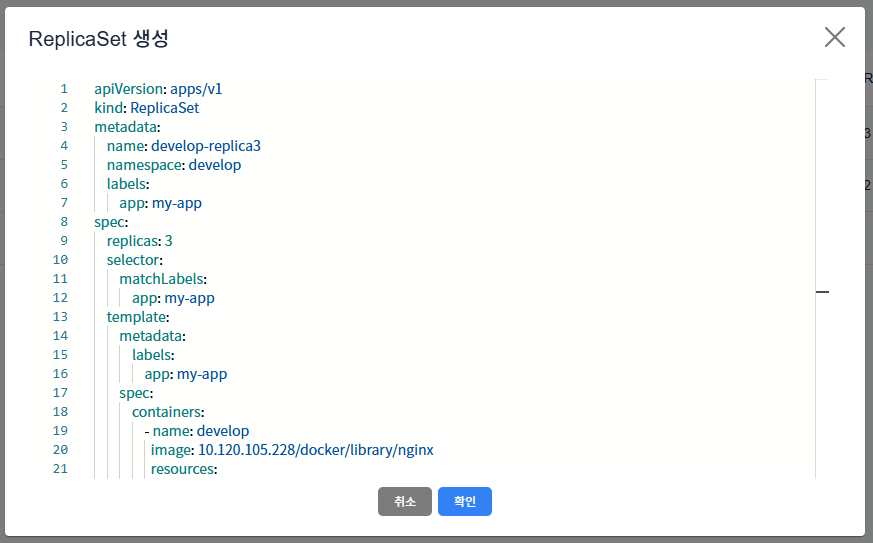 ReplicaSet 생성
1 apiVersion: apps/v1
2 kind: ReplicaSet
3 metadata:
4 name: develop-replica3
5 namespace: develop
6 labels:
7 app: my-app
8 spec:
9 replicas: 3
10 selector:
11 matchLabels:
12 app: my-app
13 template:
14 metadata:
15 labels:
16 app: my-app
17 spec:
18 containers:
19 - name: develop
20 image: 10.120.105.228/docker/library/nginx
21 resources:
취소 확인
R
3
2